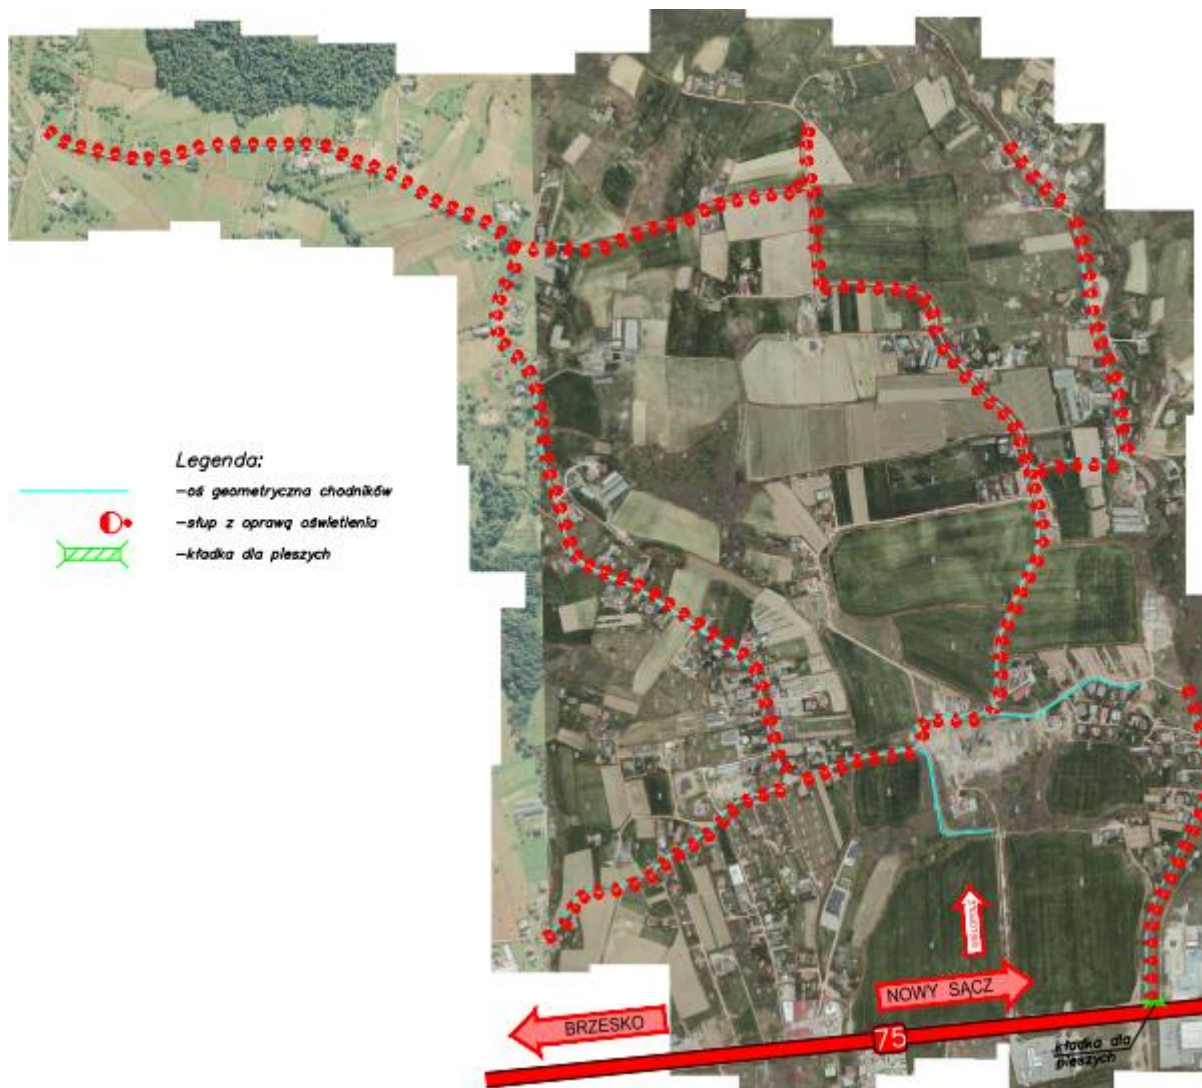 Legenda:
-oś geometryczna chodników
-słup z oprawą oświetlenia
-kładka dla pieszych
NOWY SĄCZ
BRZESKO
75
kładka dla
pieszych